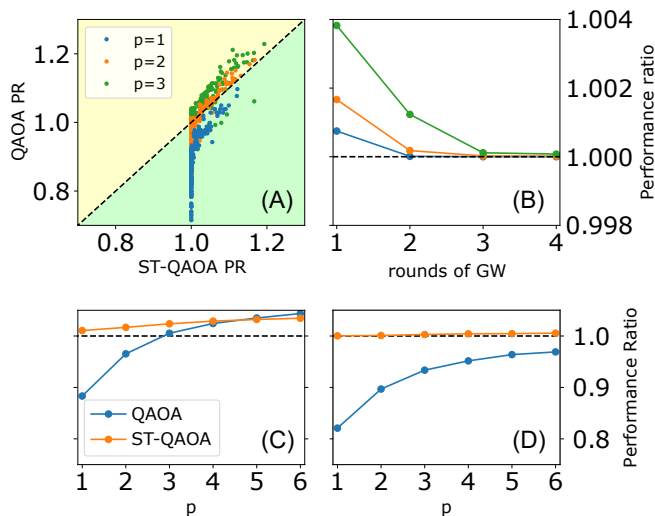 1.2
1.0
0.8
QAOA PR
p=1
p=2
p=3
(A)
0.8 1.0 1.2
ST-QAOA PR
1.004
1.002
1.000
0.998
Performance ratio
(B)
1 2 3 4
rounds of GW
QAOA
ST-QAOA
(C)
1 2 3 4 5 6
p
1.0
0.9
0.8
Performance Ratio
(D)
1 2 3 4 5 6
p